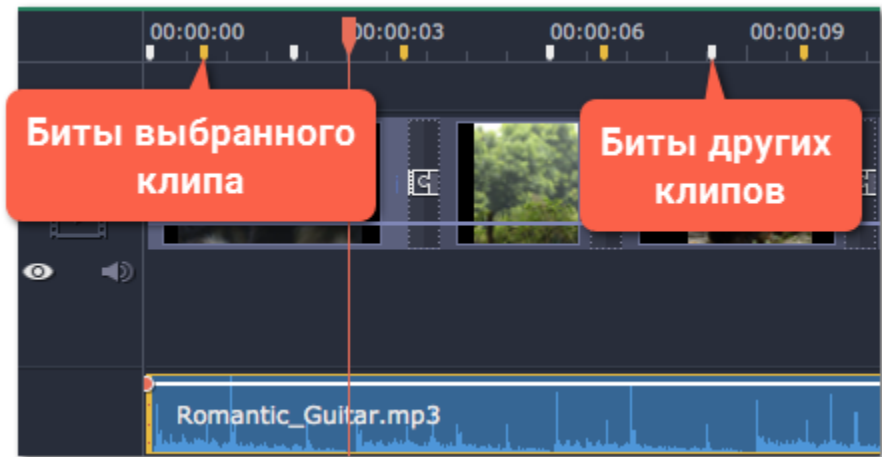 00:00:00 00:00:03 00:00:06 00:00:09
Биты выбранного
клипа
Биты других
клипов
Romantic_Guitar.mp3